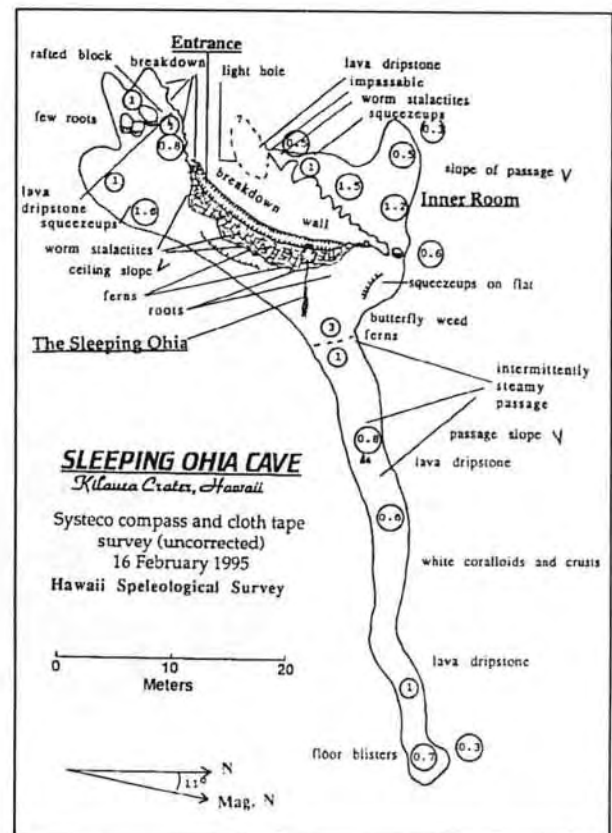 Entrance
rafted block
breakdown
light hole
lava dripstone
impassable
worm stalactites
squeezeups
few roots
?
1
1
0.8
0.5
1
0.5
0.3
1.5
1.2
slope of passage V
Inner Room
1
1.6
breakdown
wall
lava
dripstone
squeezeups
0.6
worm stalactites
ceiling slope V
squeezeups on flat
ferns
roots
The Sleeping Ohia
3
butterfly weed
ferns
1
intermittently
steamy
passage
0.8
passage slope V
lava dripstone
SLEEPING OHIA CAVE
Kilauea Crater, Hawaii
Systeco compass and cloth tape
survey (uncorrected)
16 February 1995
Hawaii Speleological Survey
0.6
white coralloids and crusts
0 10 20
Meters
lava dripstone
1
floor blisters
0.7
0.3
N
11°
Mag. N